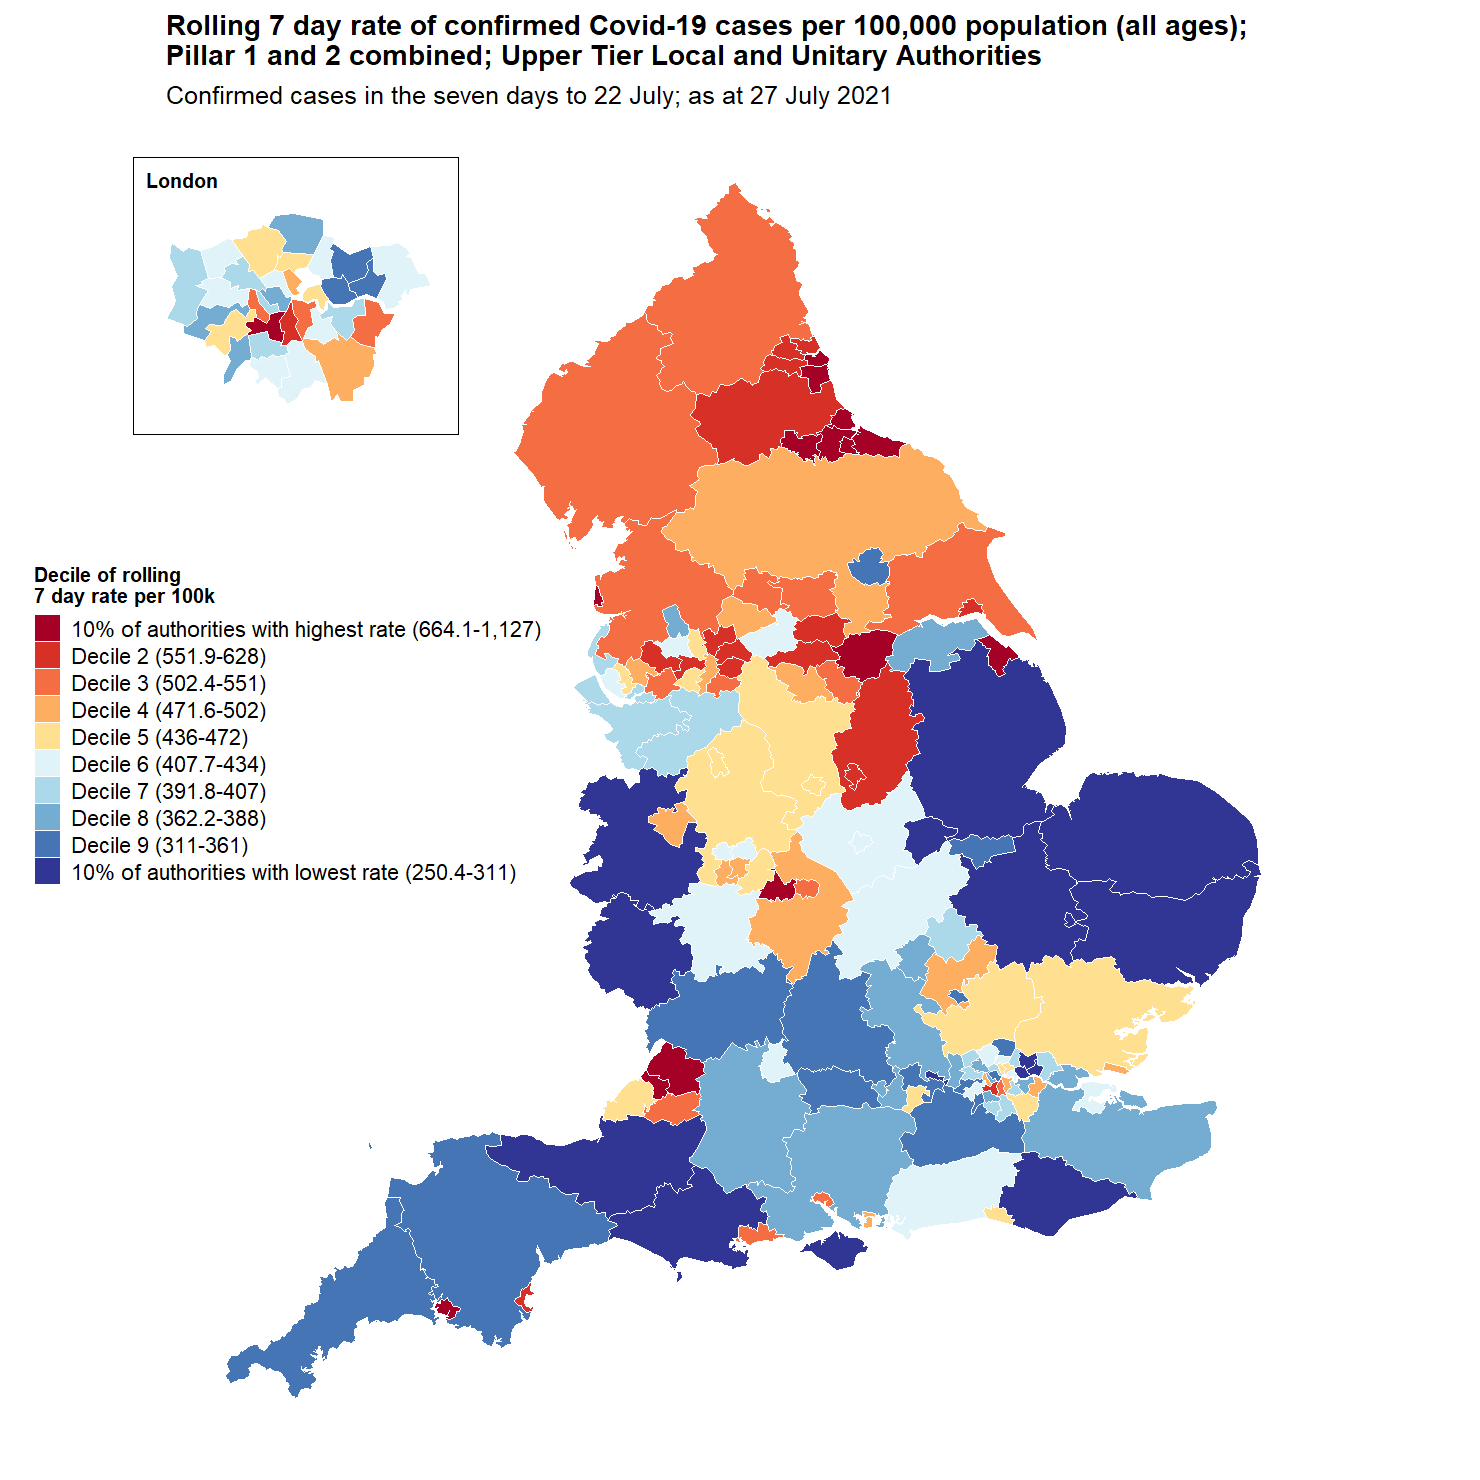 Rolling 7 day rate of confirmed Covid-19 cases per 100,000 population (all ages);
Pillar 1 and 2 combined; Upper Tier Local and Unitary Authorities
Confirmed cases in the seven days to 22 July; as at 27 July 2021
London
Decile of rolling
7 day rate per 100k
10% of authorities with highest rate (664.1-1,127)
Decile 2 (551.9-628)
Decile 3 (502.4-551)
Decile 4 (471.6-502)
Decile 5 (436-472)
Decile 6 (407.7-434)
Decile 7 (391.8-407)
Decile 8 (362.2-388)
Decile 9 (311-361)
10% of authorities with lowest rate (250.4-311)